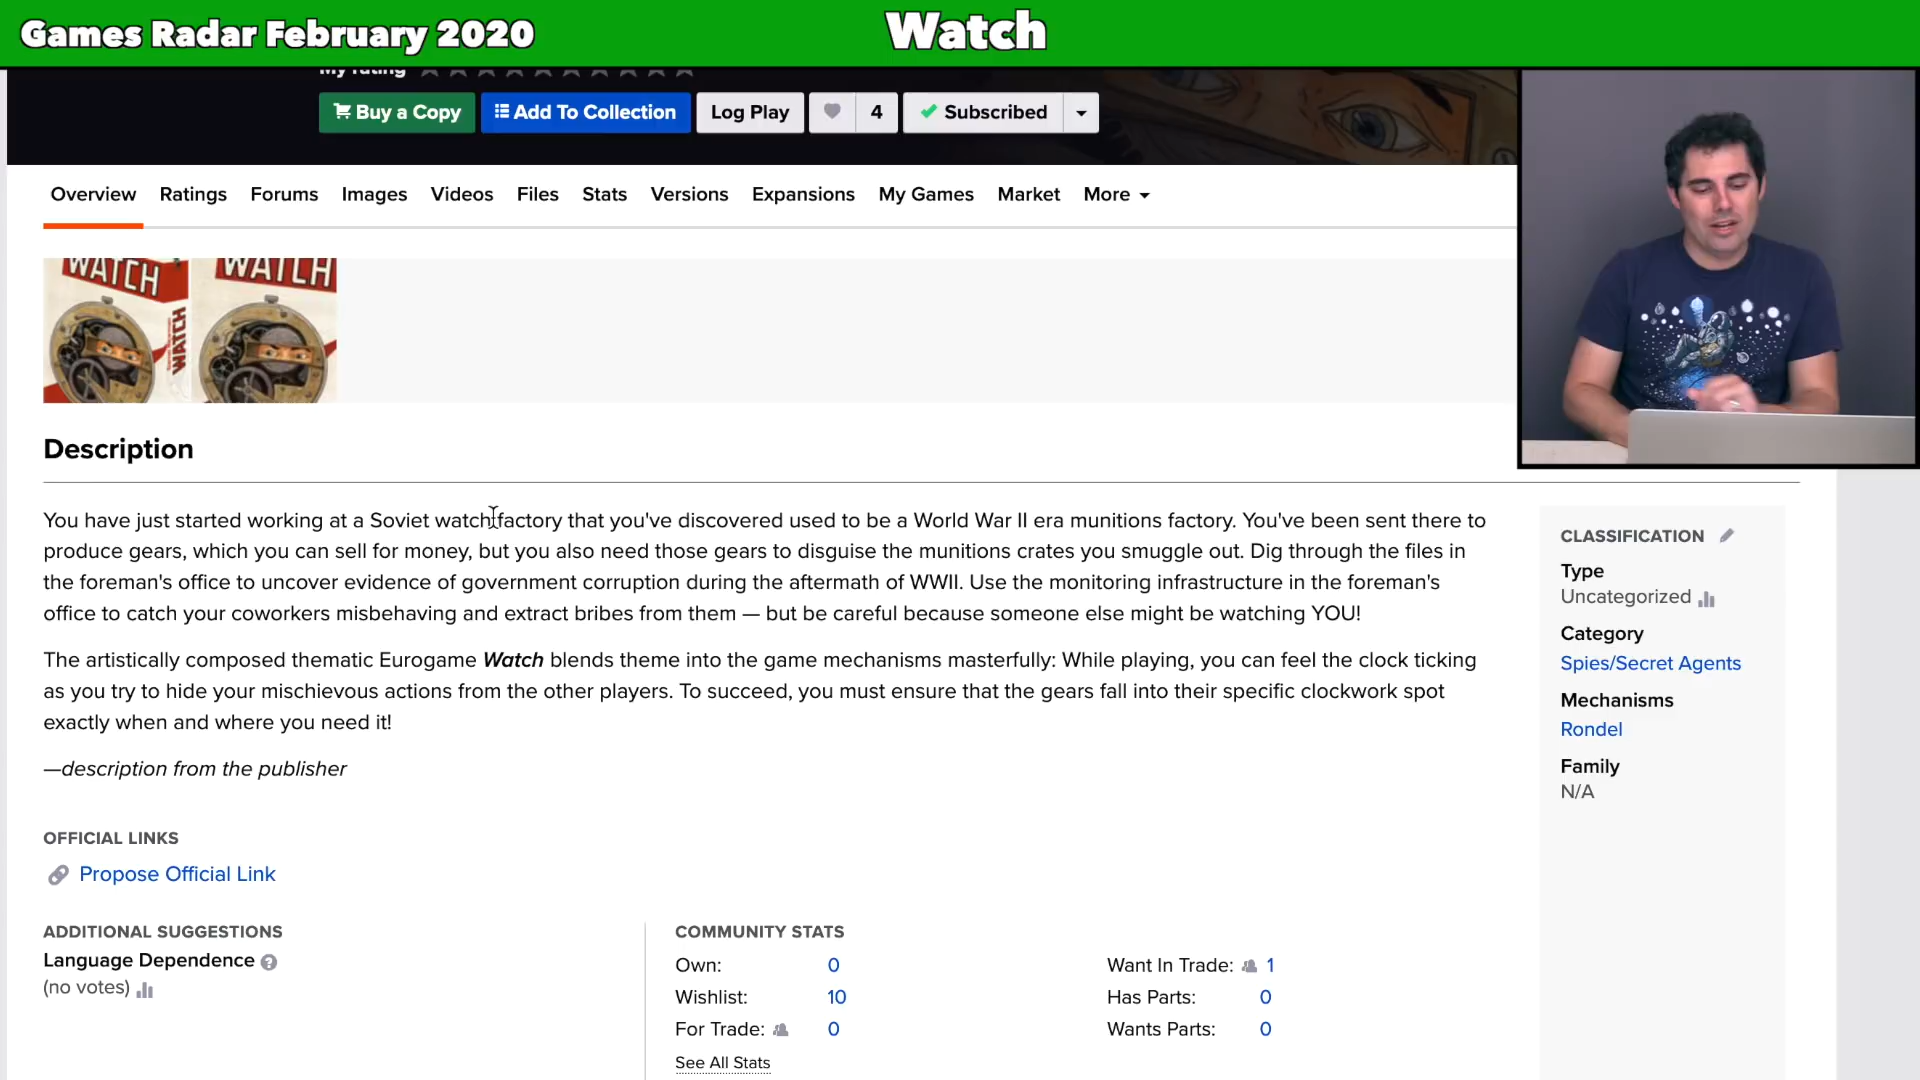 Games Radar February 2020
Watch
My rating
Buy a Copy
Add To Collection
Log Play
4
Subscribed
Overview
Ratings
Forums
Images
Videos
Files
Stats
Versions
Expansions
My Games
Market
More
WATCH
WATCH
WATCH
Description
You have just started working at a Soviet watch factory that you've discovered used to be a World War II era munitions factory. You've been sent there to
produce gears, which you can sell for money, but you also need those gears to disguise the munitions crates you smuggle out. Dig through the files in
the foreman's office to uncover evidence of government corruption during the aftermath of WWII. Use the monitoring infrastructure in the foreman's
office to catch your coworkers misbehaving and extract bribes from them — but be careful because someone else might be watching YOU!
The artistically composed thematic Eurogame Watch blends theme into the game mechanisms masterfully: While playing, you can feel the clock ticking
as you try to hide your mischievous actions from the other players. To succeed, you must ensure that the gears fall into their specific clockwork spot
exactly when and where you need it!
—description from the publisher
OFFICIAL LINKS
Propose Official Link
ADDITIONAL SUGGESTIONS
Language Dependence ?
(no votes)
COMMUNITY STATS
Own: 0
Wishlist: 10
For Trade: 0
See All Stats
Want In Trade: 1
Has Parts: 0
Wants Parts: 0
CLASSIFICATION
Type
Uncategorized
Category
Spies/Secret Agents
Mechanisms
Rondel
Family
N/A